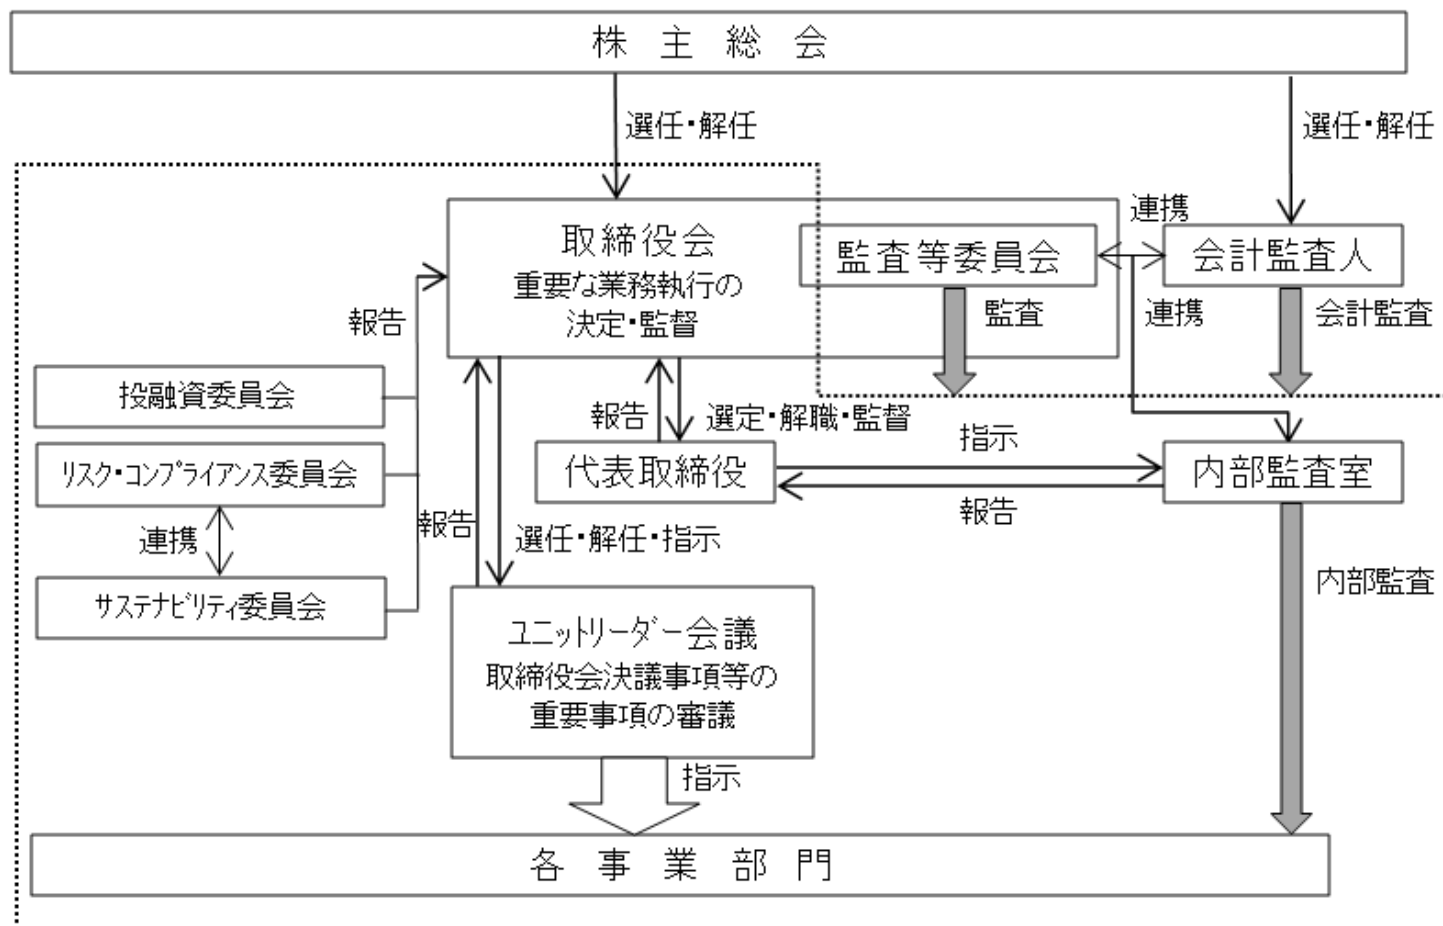 株主総会
選任・解任
選任・解任
連携
取締役会
重要な業務執行の
決定・監督
監査等委員会
会計監査人
報告
監査
連携
会計監査
投融資委員会
報告
選定・解職・監督
指示
リスク・コンプライアンス委員会
代表取締役
内部監査室
報告
連携
報告
選任・解任・指示
内部監査
サステナビリティ委員会
ユニットリーダー会議
取締役会決議事項等の
重要事項の審議
指示
各事業部門